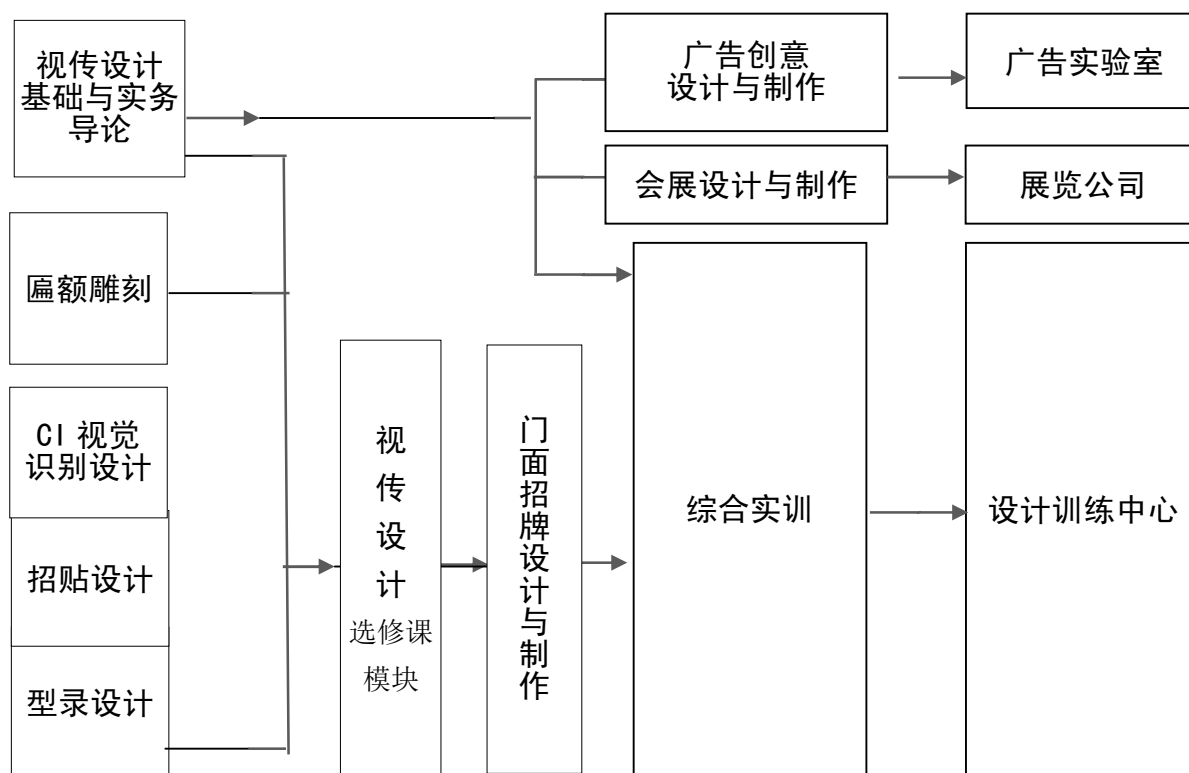 视传设计
基础与实务
导论
广告创意
设计与制作
广告实验室
会展设计与制作
展览公司
匾额雕刻
CI 视觉
识别设计
招贴设计
型录设计
视传设计
选修课
模块
门面招牌设计与制作
综合实训
设计训练中心